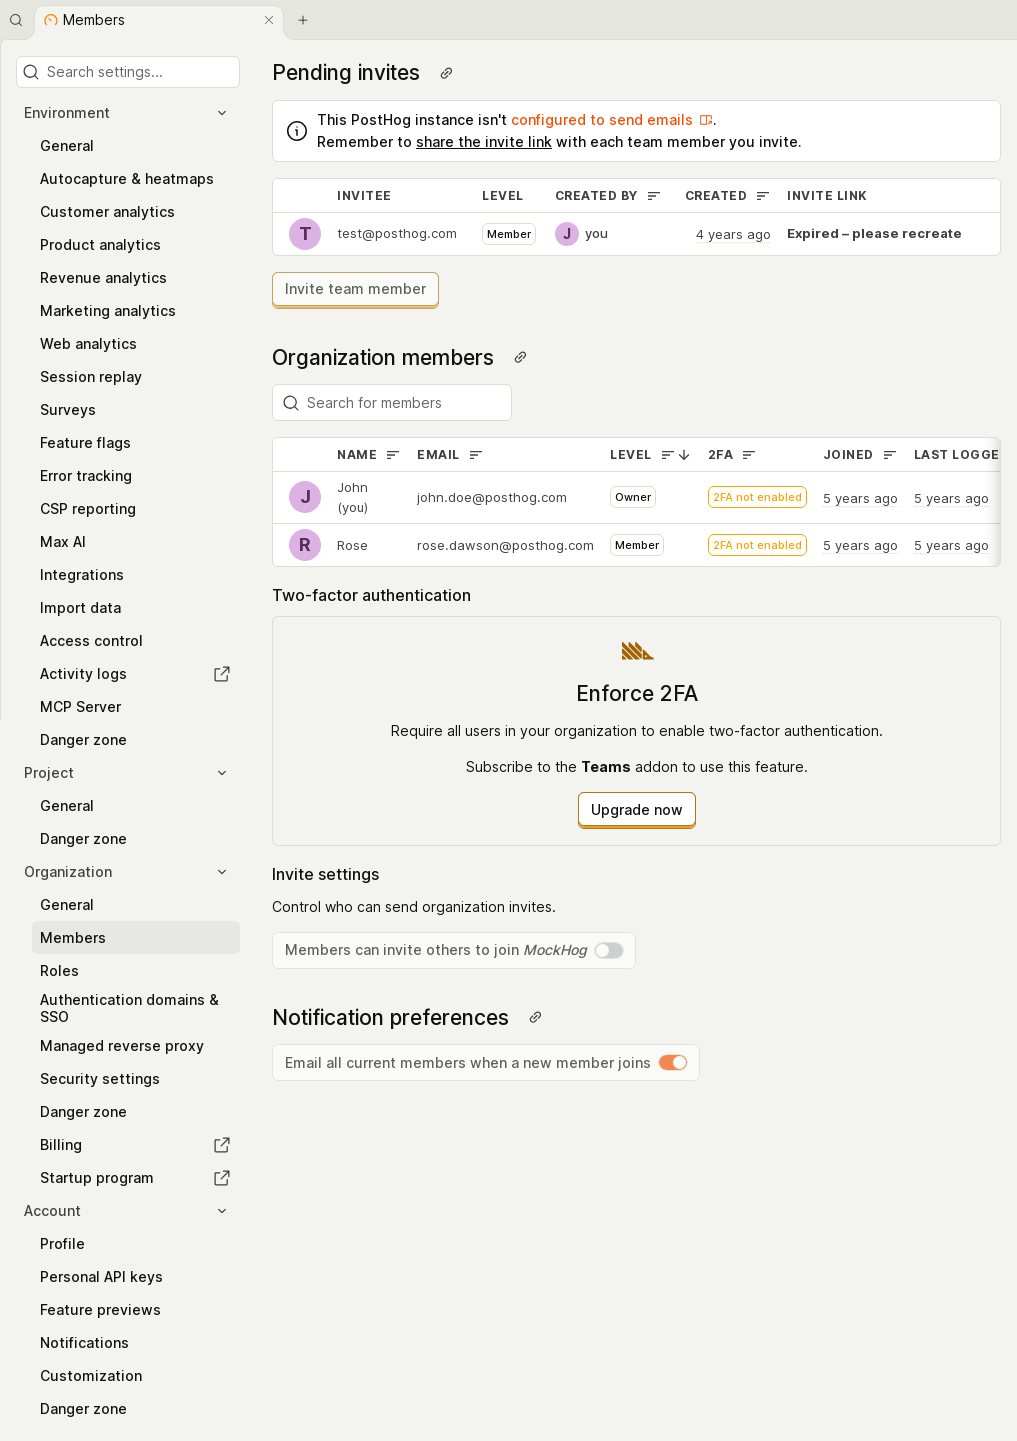 Members
Search settings...
Environment
General
Autocapture & heatmaps
Customer analytics
Product analytics
Revenue analytics
Marketing analytics
Web analytics
Session replay
Surveys
Feature flags
Error tracking
CSP reporting
Max AI
Integrations
Import data
Access control
Activity logs
MCP Server
Danger zone
Project
General
Danger zone
Organization
General
Members
Roles
Authentication domains &
SSO
Managed reverse proxy
Security settings
Danger zone
Billing
Startup program
Account
Profile
Personal API keys
Feature previews
Notifications
Customization
Danger zone
Pending invites
This PostHog instance isn't configured to send emails.
Remember to share the invite link with each team member you invite.
INVITEE LEVEL CREATED BY CREATED INVITE LINK
T test@posthog.com Member J you 4 years ago Expired – please recreate
Invite team member
Organization members
Search for members
NAME EMAIL LEVEL 2FA JOINED LAST LOGGE
J John (you) john.doe@posthog.com Owner 2FA not enabled 5 years ago 5 years ago
R Rose rose.dawson@posthog.com Member 2FA not enabled 5 years ago 5 years ago
Two-factor authentication
Enforce 2FA
Require all users in your organization to enable two-factor authentication.
Subscribe to the Teams addon to use this feature.
Upgrade now
Invite settings
Control who can send organization invites.
Members can invite others to join MockHog
Notification preferences
Email all current members when a new member joins